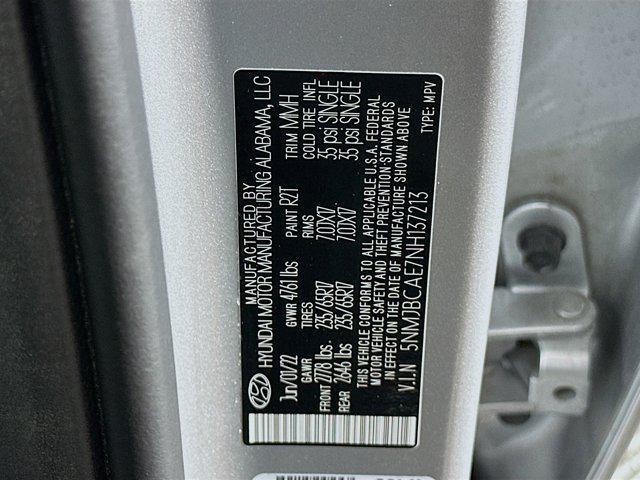 MANUFACTURED BY
HYUNDAI MOTOR MANUFACTURING ALABAMA, LLC
Jun/01/22 GVWR 4761 lbs PAINT R2T TRIM MMH
GAWR TIRES RIMS COLD TIRE INFL
FRONT 2778 lbs. 235/65R17 7.0JX17 35 psi SINGLE
REAR 2646 lbs 235/65R17 7.0JX17 35 psi SINGLE
THIS VEHICLE CONFORMS TO ALL APPLICABLE U.S.A. FEDERAL
MOTOR VEHICLE SAFETY AND THEFT PREVENTION STANDARDS
IN EFFECT ON THE DATE OF MANUFACTURE SHOWN ABOVE
V.I.N 5NMJBCAE7NH137213 TYPE: MPV